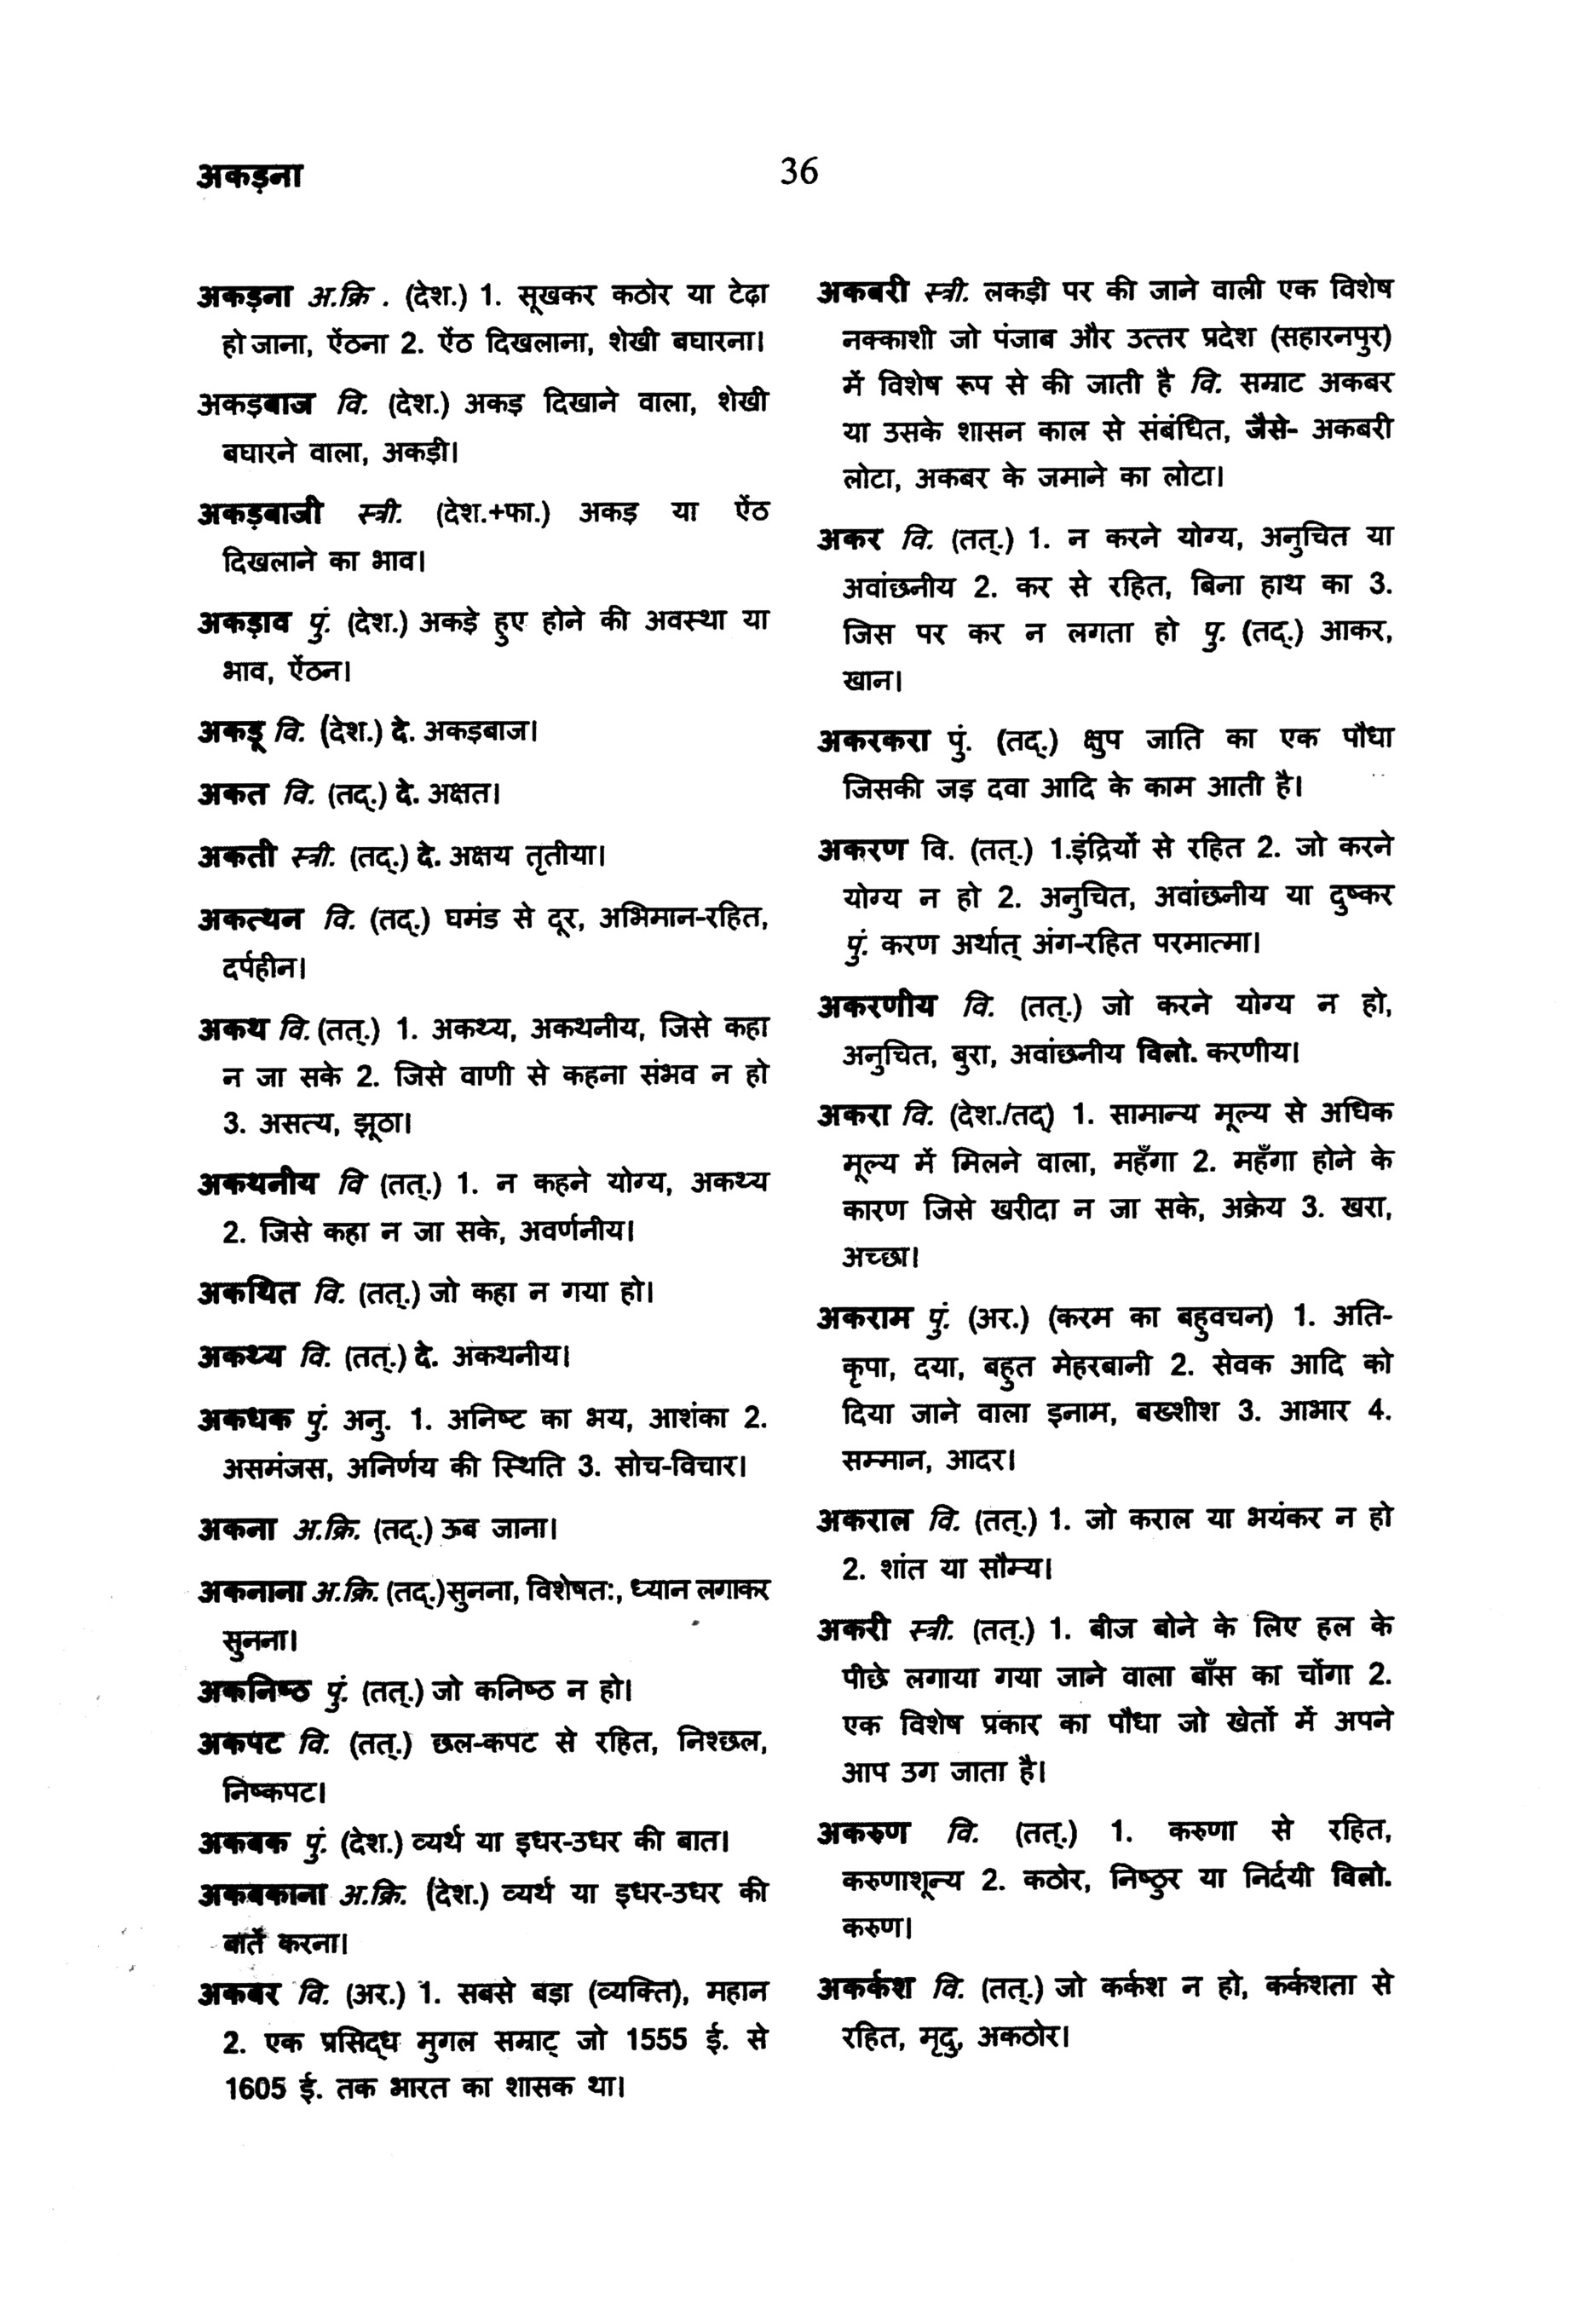 अकड़ना
36
अकड़ना अ.क्रि . (देश.) 1. सूखकर कठोर या टेढ़ा
हो जाना, ऐंठना 2. ऐंठ दिखलाना, शेखी बघारना।
अकड़बाज वि. (देश.) अकड़ दिखाने वाला, शेखी
बघारने वाला, अकड़ी।
अकड़बाजी स्त्री. (देश.+फा.) अकड़ या ऐंठ
दिखलाने का भाव।
अकड़ाव पुं. (देश.) अकड़े हुए होने की अवस्था या
भाव, ऐंठन।
अकडू वि. (देश.) दे. अकड़बाज।
अकत वि. (तद्.) दे. अक्षत।
अकती स्त्री. (तद्.) दे. अक्षय तृतीया।
अकत्थन वि. (तद्.) घमंड से दूर, अभिमान-रहित,
दर्पहीन।
अकथ वि. (तत्.) 1. अकथ्य, अकथनीय, जिसे कहा
न जा सके 2. जिसे वाणी से कहना संभव न हो
3. असत्य, झूठा।
अकथनीय वि (तत्.) 1. न कहने योग्य, अकथ्य
2. जिसे कहा न जा सके, अवर्णनीय।
अकथित वि. (तत्.) जो कहा न गया हो।
अकथ्य वि. (तत्.) दे. अकथनीय।
अकधक पुं. अनु. 1. अनिष्ट का भय, आशंका 2.
असमंजस, अनिर्णय की स्थिति 3. सोच-विचार।
अकना अ.क्रि. (तद्.) ऊब जाना।
अकनाना अ.क्रि. (तद्.)सुनना, विशेषत:, ध्यान लगाकर
सुनना।
अकनिष्ठ पुं. (तत्.) जो कनिष्ठ न हो।
अकपट वि. (तत्.) छल-कपट से रहित, निश्छल,
निष्कपट।
अकबक पुं. (देश.) व्यर्थ या इधर-उधर की बात।
अकबकाना अ.क्रि. (देश.) व्यर्थ या इधर-उधर की
बातें करना।
अकबर वि. (अर.) 1. सबसे बड़ा (व्यक्ति), महान
2. एक प्रसिद्ध मुगल सम्राट् जो 1555 ई. से
1605 ई. तक भारत का शासक था।
अकबरी स्त्री. लकड़ी पर की जाने वाली एक विशेष
नक्काशी जो पंजाब और उत्तर प्रदेश (सहारनपुर)
में विशेष रूप से की जाती है वि. सम्राट अकबर
या उसके शासन काल से संबंधित, जैसे- अकबरी
लोटा, अकबर के जमाने का लोटा।
अकर वि. (तत्.) 1. न करने योग्य, अनुचित या
अवांछनीय 2. कर से रहित, बिना हाथ का 3.
जिस पर कर न लगता हो पु. (तद्.) आकर,
खान।
अकरकरा पुं. (तद्.) क्षुप जाति का एक पौधा
जिसकी जड़ दवा आदि के काम आती है।
अकरण वि. (तत्.) 1.इंद्रियों से रहित 2. जो करने
योग्य न हो 2. अनुचित, अवांछनीय या दुष्कर
पुं. करण अर्थात् अंग-रहित परमात्मा।
अकरणीय वि. (तत्.) जो करने योग्य न हो,
अनुचित, बुरा, अवांछनीय विलो. करणीय।
अकरा वि. (देश./तद्) 1. सामान्य मूल्य से अधिक
मूल्य में मिलने वाला, महँगा 2. महँगा होने के
कारण जिसे खरीदा न जा सके, अक्रेय 3. खरा,
अच्छा।
अकराम पुं. (अर.) (करम का बहुवचन) 1. अति-
कृपा, दया, बहुत मेहरबानी 2. सेवक आदि को
दिया जाने वाला इनाम, बख्शीश 3. आभार 4.
सम्मान, आदर।
अकराल वि. (तत्.) 1. जो कराल या भयंकर न हो
2. शांत या सौम्य।
अकरी स्त्री. (तत्.) 1. बीज बोने के लिए हल के
पीछे लगाया गया जाने वाला बाँस का चोंगा 2.
एक विशेष प्रकार का पौधा जो खेतों में अपने
आप उग जाता है।
अकरुण वि. (तत्.) 1. करुणा से रहित,
करुणाशून्य 2. कठोर, निष्ठुर या निर्दयी विलो.
करुण।
अकर्कश वि. (तत्.) जो कर्कश न हो, कर्कशता से
रहित, मृदु, अकठोर।